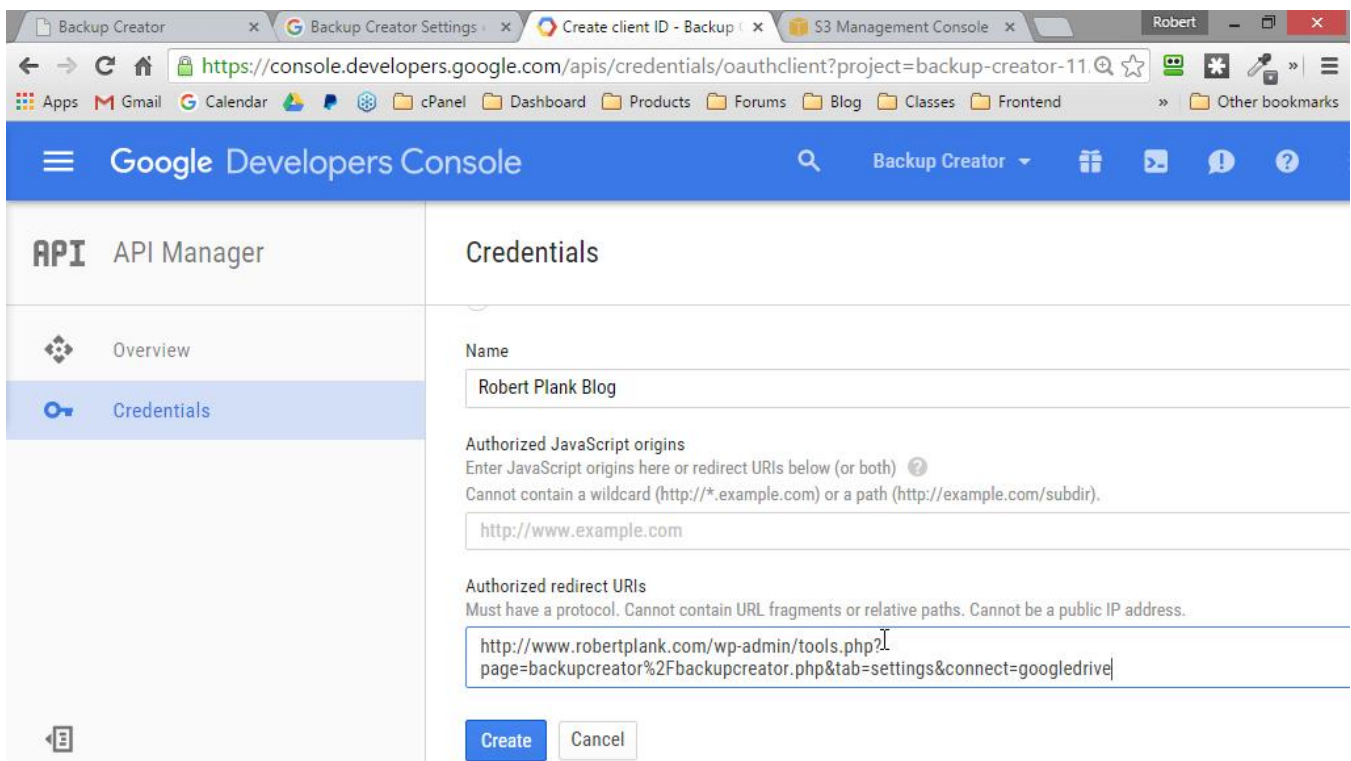 Backup Creator
Backup Creator Settings
Create client ID - Backup
S3 Management Console
Robert
https://console.developers.google.com/apis/credentials/oauthclient?project=backup-creator-11
Apps Gmail Calendar cPanel Dashboard Products Forums Blog Classes Frontend » Other bookmarks
Google Developers Console Backup Creator
API API Manager
Credentials
Overview
Credentials
Name
Robert Plank Blog
Authorized JavaScript origins
Enter JavaScript origins here or redirect URIs below (or both)
Cannot contain a wildcard (http://*.example.com) or a path (http://example.com/subdir).
http://www.example.com
Authorized redirect URIs
Must have a protocol. Cannot contain URL fragments or relative paths. Cannot be a public IP address.
http://www.robertplank.com/wp-admin/tools.php?
page=backupcreator%2Fbackupcreator.php&tab=settings&connect=googledrive
Create Cancel